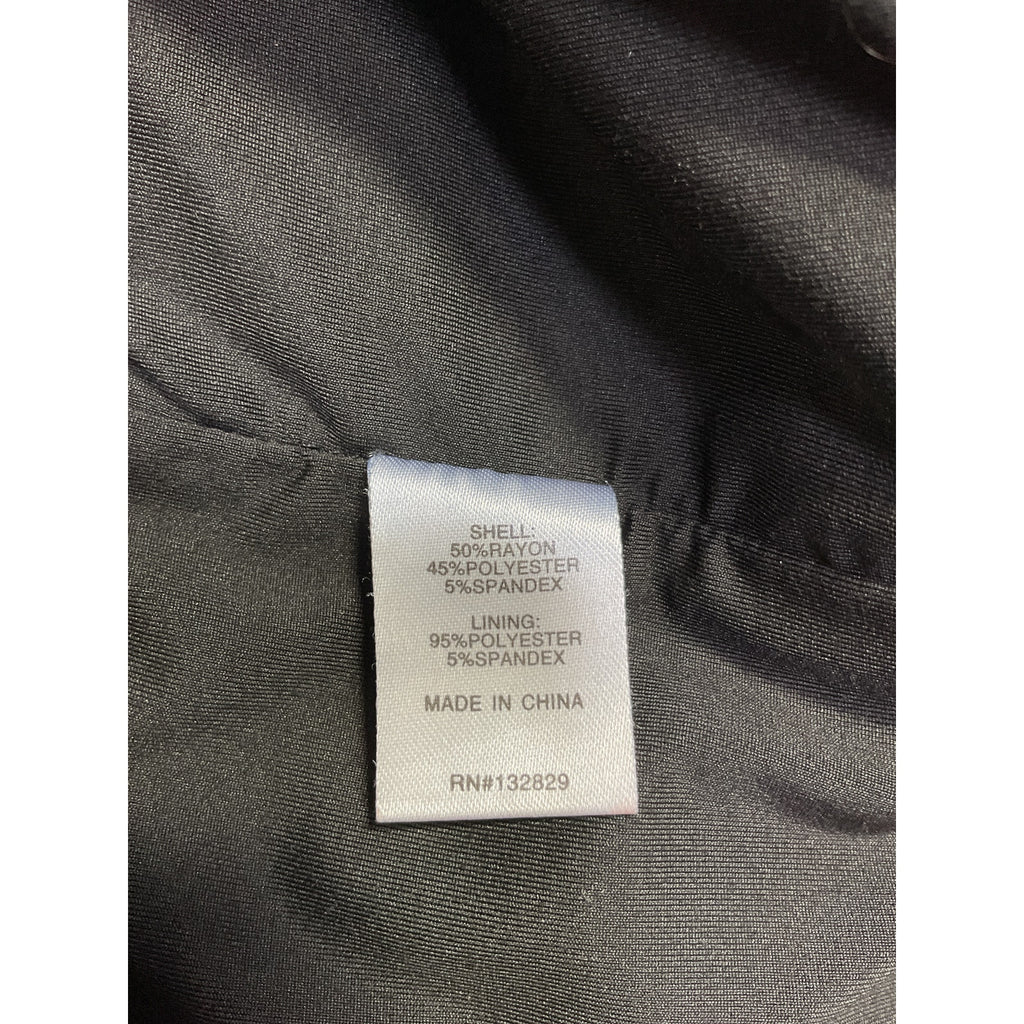 SHELL:
50%RAYON
45%POLYESTER
5%SPANDEX
LINING:
95%POLYESTER
5%SPANDEX
MADE IN CHINA
RN#132829